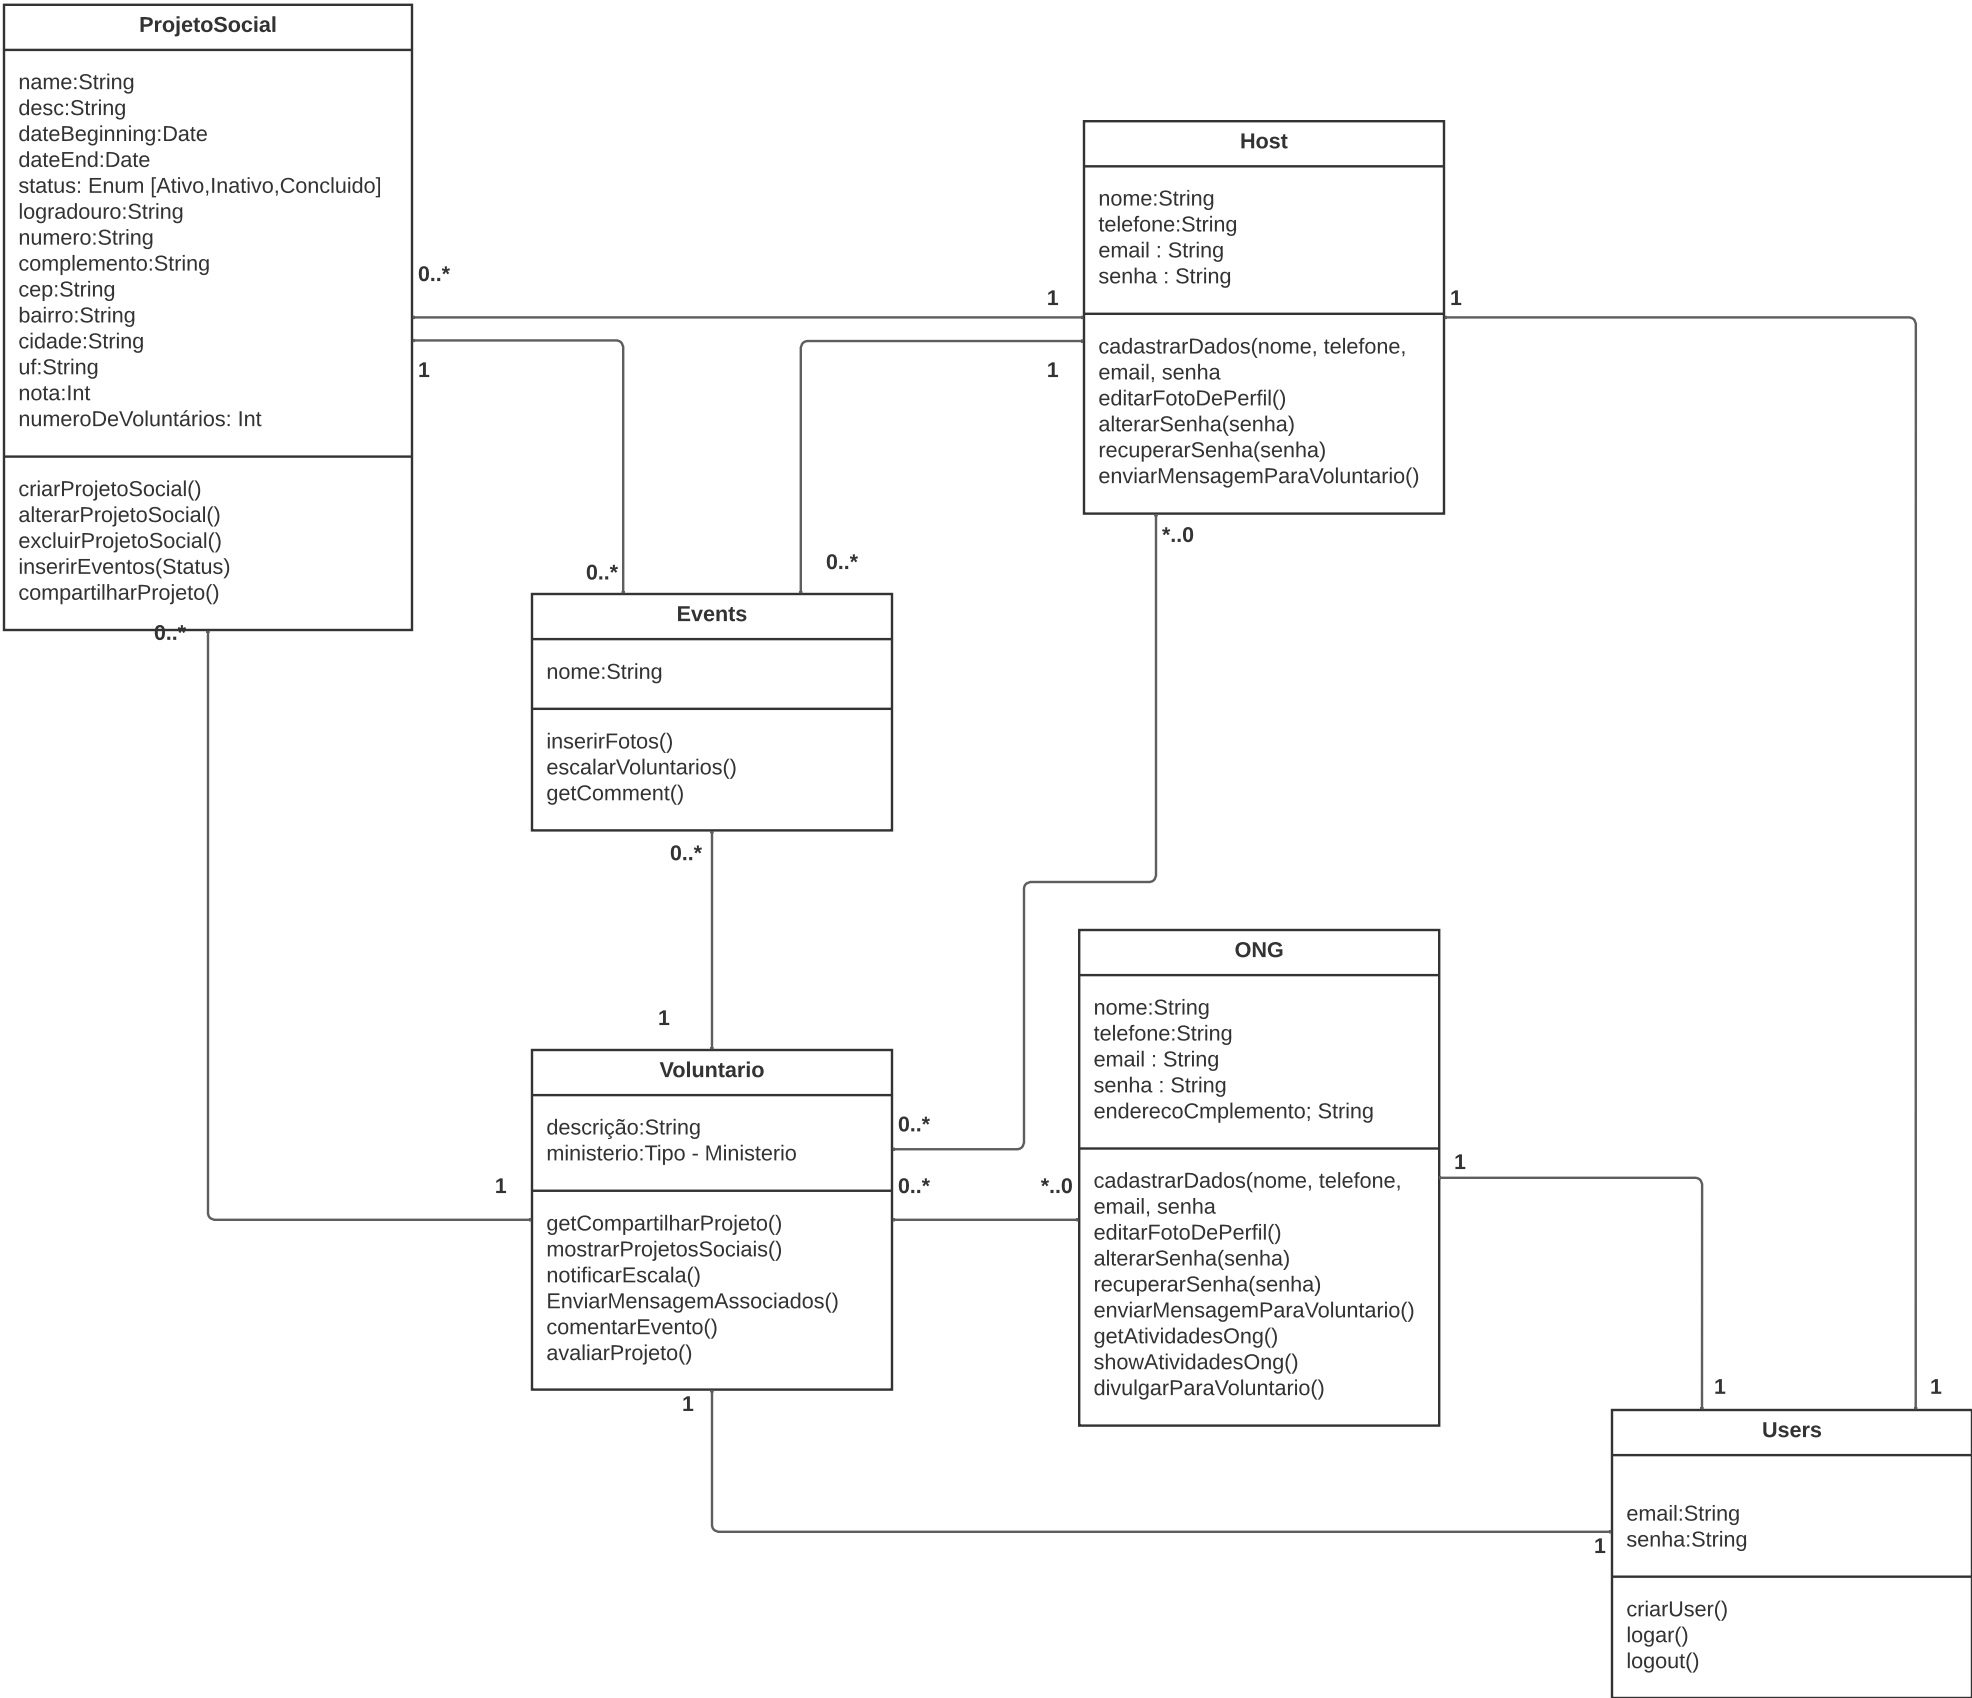 ProjetoSocial
name:String
desc:String
dateBeginning:Date
dateEnd:Date
status: Enum [Ativo,Inativo,Concluido]
logradouro:String
numero:String
complemento:String
cep:String
bairro:String
cidade:String
uf:String
nota:Int
numeroDeVoluntários: Int
criarProjetoSocial()
alterarProjetoSocial()
excluirProjetoSocial()
inserirEventos(Status)
compartilharProjeto()
0..*
1
0..*
Host
nome:String
telefone:String
email : String
senha : String
cadastrarDados(nome, telefone,
email, senha
editarFotoDePerfil()
alterarSenha(senha)
recuperarSenha(senha)
enviarMensagemParaVoluntario()
1
1
1
*..0
0..*
0..*
Events
nome:String
inserirFotos()
escalarVoluntarios()
getComment()
0..*
1
Voluntario
descrição:String
ministerio:Tipo - Ministerio
getCompartilharProjeto()
mostrarProjetosSociais()
notificarEscala()
EnviarMensagemAssociados()
comentarEvento()
avaliarProjeto()
1
0..*
0..*
1
ONG
nome:String
telefone:String
email : String
senha : String
enderecoCmplemento; String
cadastrarDados(nome, telefone,
email, senha
editarFotoDePerfil()
alterarSenha(senha)
recuperarSenha(senha)
enviarMensagemParaVoluntario()
getAtividadesOng()
showAtividadesOng()
divulgarParaVoluntario()
*..0
1
1
1
1
Users
email:String
senha:String
criarUser()
logar()
logout()